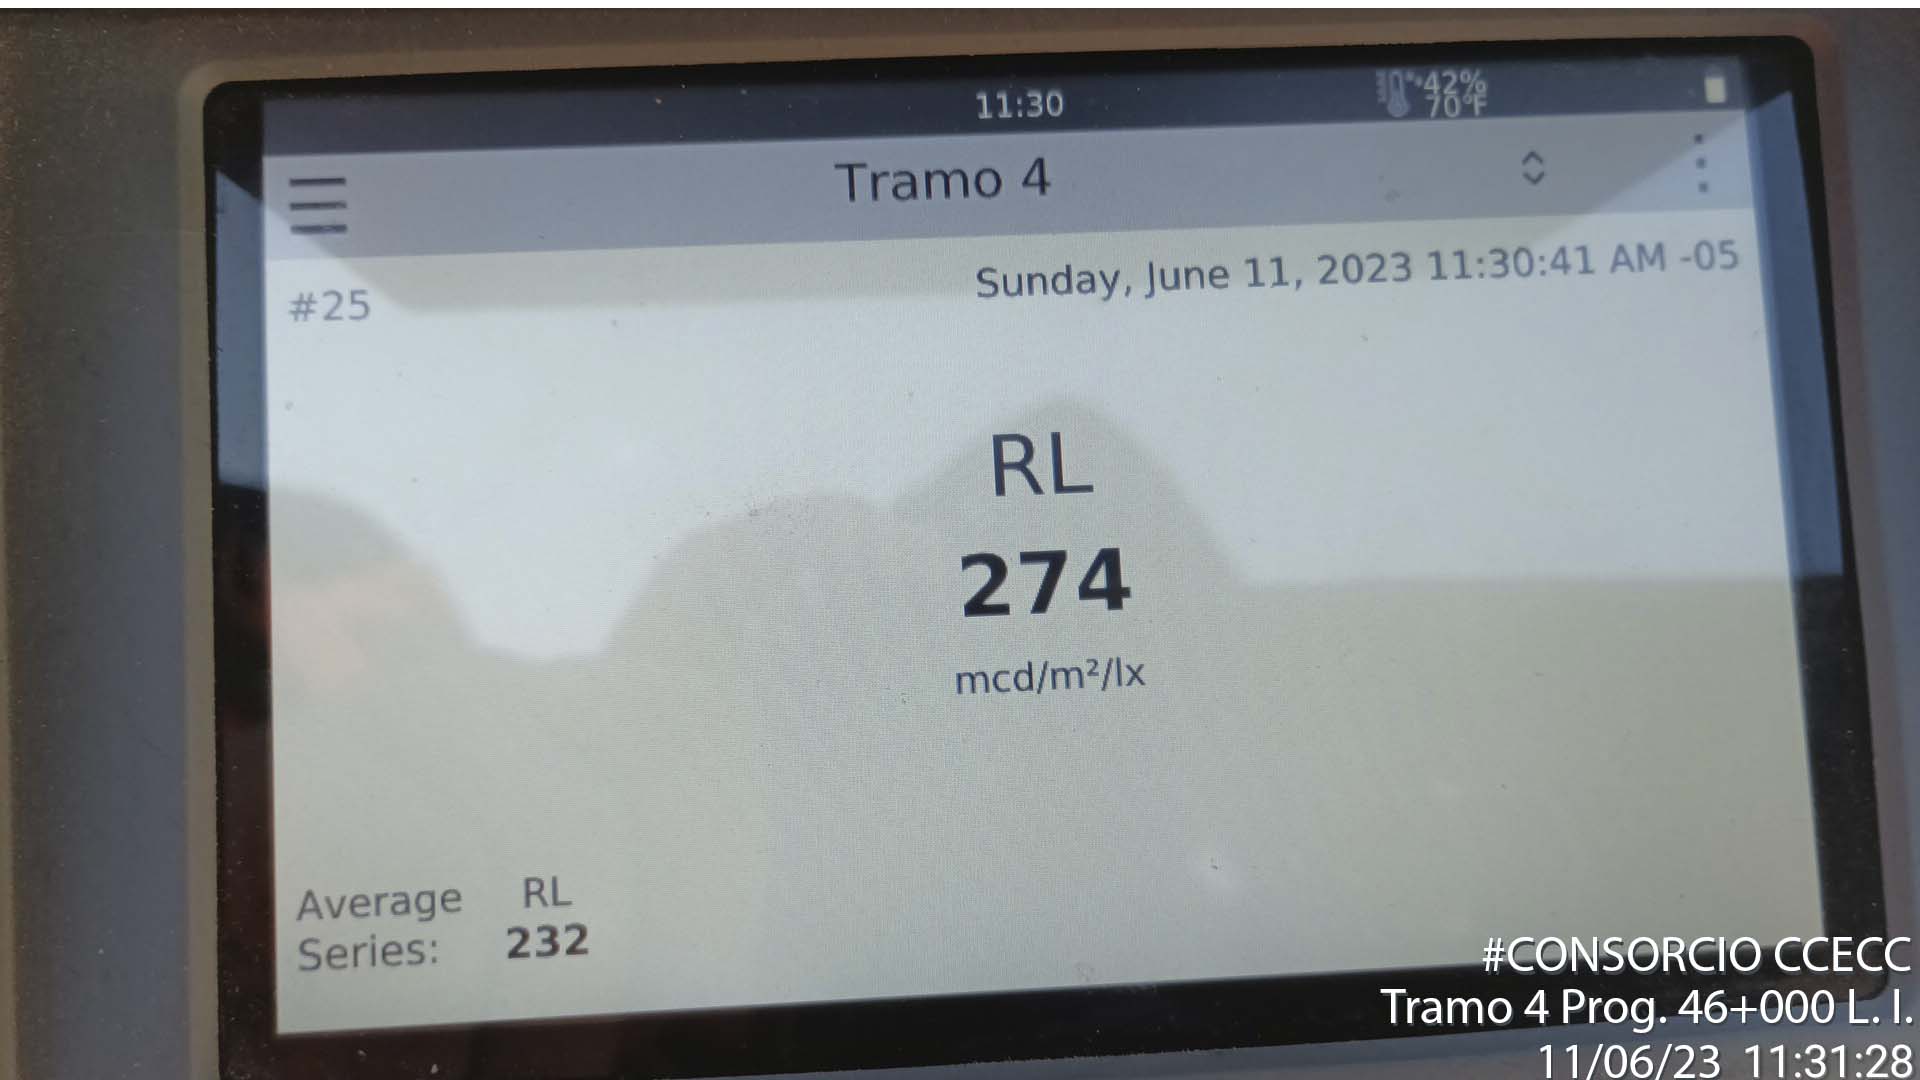 11:30
42%
70°F
Tramo 4
#25
Sunday, June 11, 2023 11:30:41 AM -05
RL
274
mcd/m²/lx
Average RL
Series: 232
#CONSORCIO CCECC
Tramo 4 Prog. 46+000 L. I.
11/06/23 11:31:28